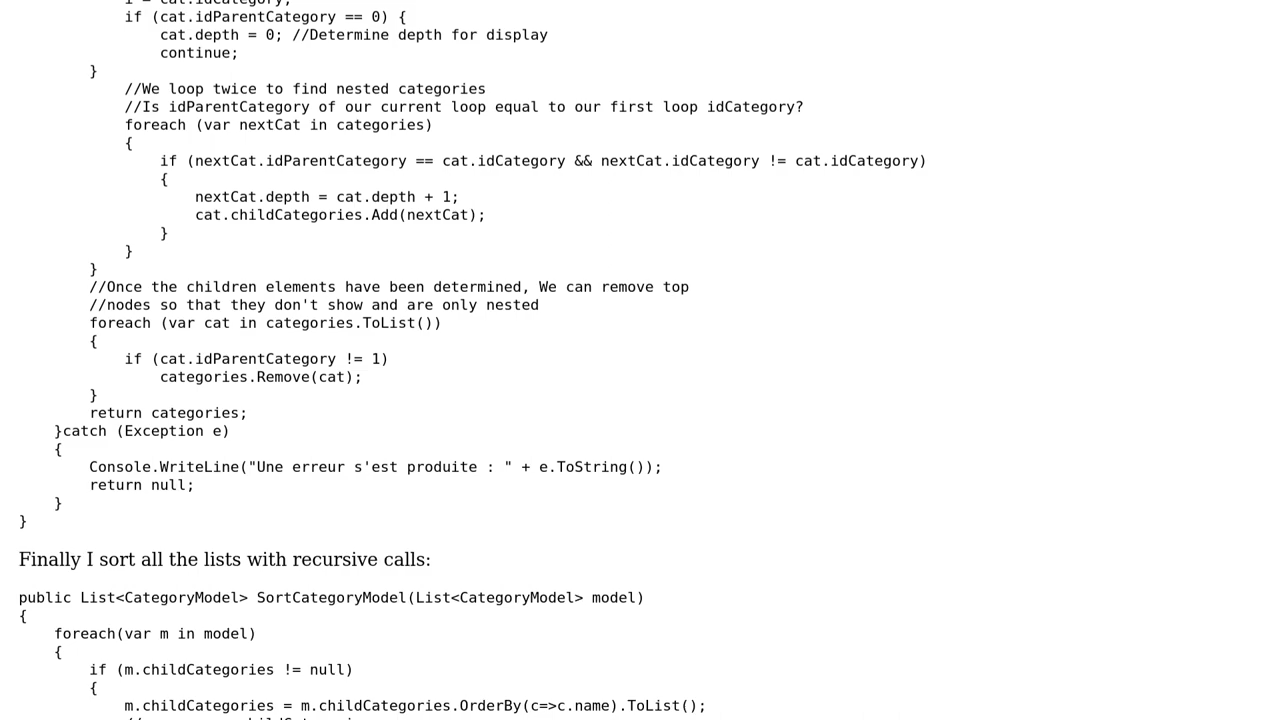 i = cat.idCategory;
if (cat.idParentCategory == 0) {
cat.depth = 0; //Determine depth for display
continue;
}
//We loop twice to find nested categories
//Is idParentCategory of our current loop equal to our first loop idCategory?
foreach (var nextCat in categories)
{
if (nextCat.idParentCategory == cat.idCategory && nextCat.idCategory != cat.idCategory)
{
nextCat.depth = cat.depth + 1;
cat.childCategories.Add(nextCat);
}
}
}
//Once the children elements have been determined, We can remove top
//nodes so that they don't show and are only nested
foreach (var cat in categories.ToList())
{
if (cat.idParentCategory != 1)
categories.Remove(cat);
}
return categories;
}catch (Exception e)
{
Console.WriteLine("Une erreur s'est produite : " + e.ToString());
return null;
}
}
Finally I sort all the lists with recursive calls:
public List<CategoryModel> SortCategoryModel(List<CategoryModel> model)
{
foreach(var m in model)
{
if (m.childCategories != null)
{
m.childCategories = m.childCategories.OrderBy(c=>c.name).ToList();